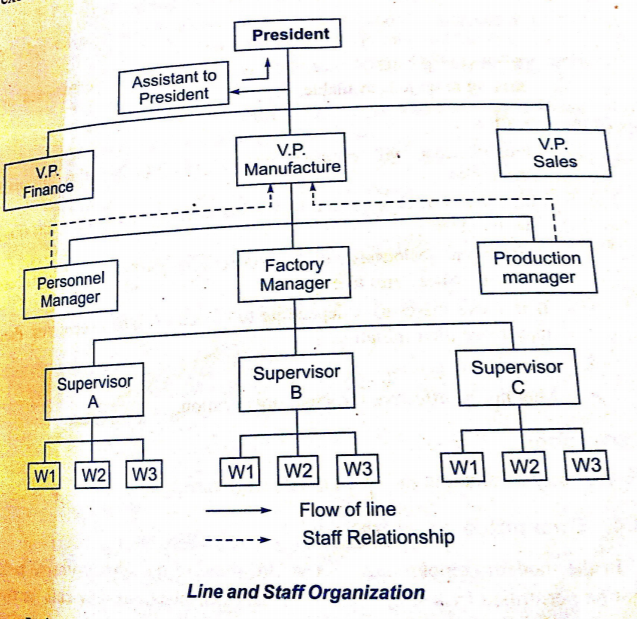 President
Assistant to
President
V.P.
Finance
V.P.
Manufacture
V.P.
Sales
Personnel
Manager
Factory
Manager
Production
manager
Supervisor
A
Supervisor
B
Supervisor
C
W1 W2 W3 W1 W2 W3 W1 W2 W3
Flow of line
Staff Relationship
Line and Staff Organization